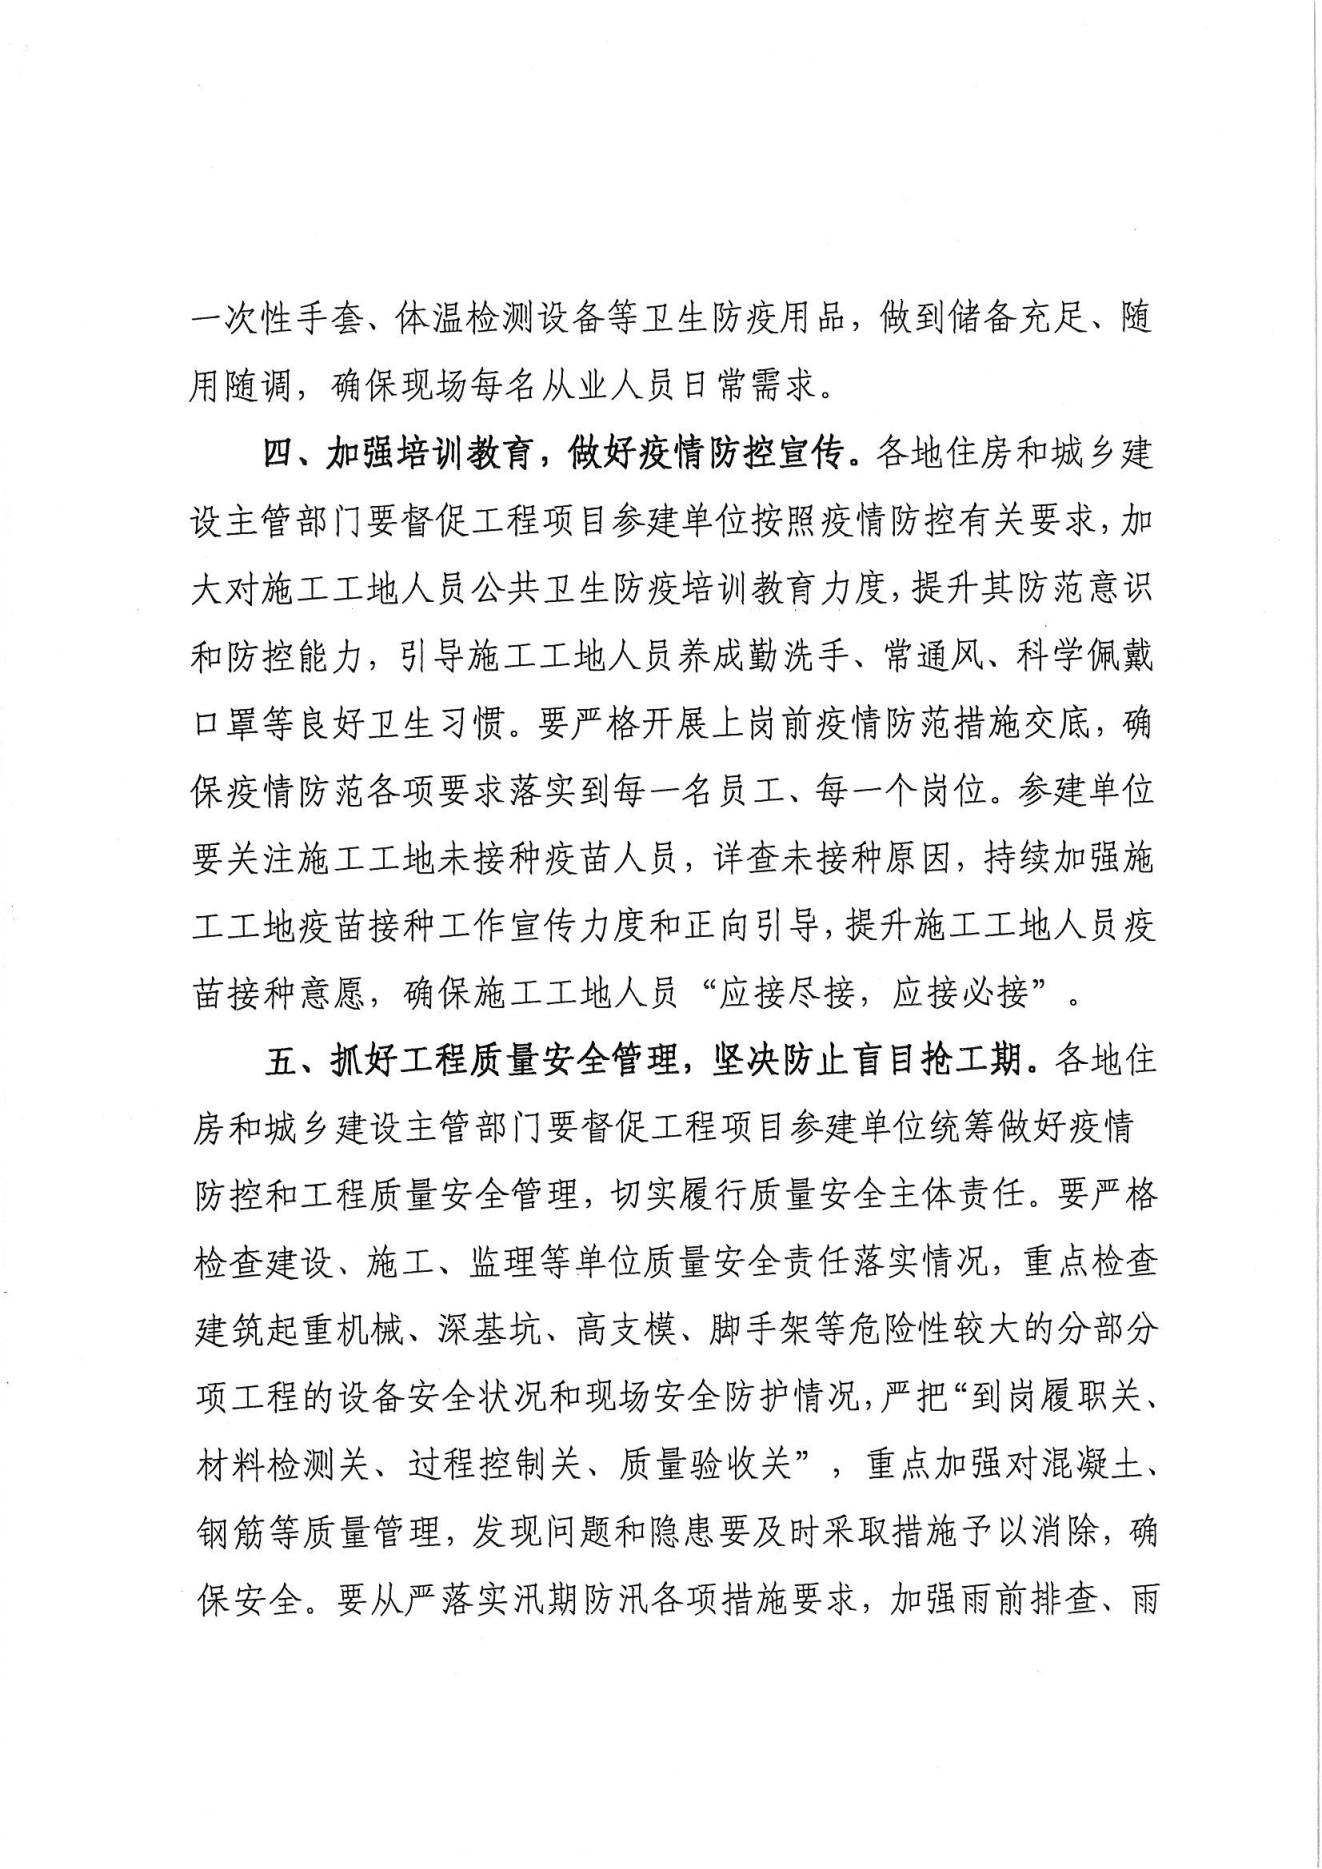 一次性手套、体温检测设备等卫生防疫用品，做到储备充足、随
用随调，确保现场每名从业人员日常需求。
四、加强培训教育，做好疫情防控宣传。各地住房和城乡建
设主管部门要督促工程项目参建单位按照疫情防控有关要求，加
大对施工工地人员公共卫生防疫培训教育力度，提升其防范意识
和防控能力，引导施工工地人员养成勤洗手、常通风、科学佩戴
口罩等良好卫生习惯。要严格开展上岗前疫情防范措施交底，确
保疫情防范各项要求落实到每一名员工、每一个岗位。参建单位
要关注施工工地未接种疫苗人员，详查未接种原因，持续加强施
工工地疫苗接种工作宣传力度和正向引导，提升施工工地人员疫
苗接种意愿，确保施工工地人员“应接尽接，应接必接”。
五、抓好工程质量安全管理，坚决防止盲目抢工期。各地住
房和城乡建设主管部门要督促工程项目参建单位统筹做好疫情
防控和工程质量安全管理，切实履行质量安全主体责任。要严格
检查建设、施工、监理等单位质量安全责任落实情况，重点检查
建筑起重机械、深基坑、高支模、脚手架等危险性较大的分部分
项工程的设备安全状况和现场安全防护情况，严把“到岗履职关、
材料检测关、过程控制关、质量验收关”，重点加强对混凝土、
钢筋等质量管理，发现问题和隐患要及时采取措施予以消除，确
保安全。要从严落实汛期防汛各项措施要求，加强雨前排查、雨